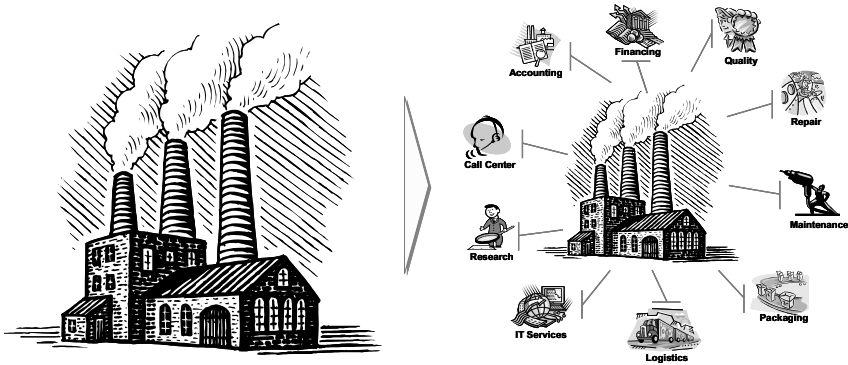 Financing
Quality
Accounting
Repair
Call Center
Maintenance
Research
Packaging
IT Services
Logistics